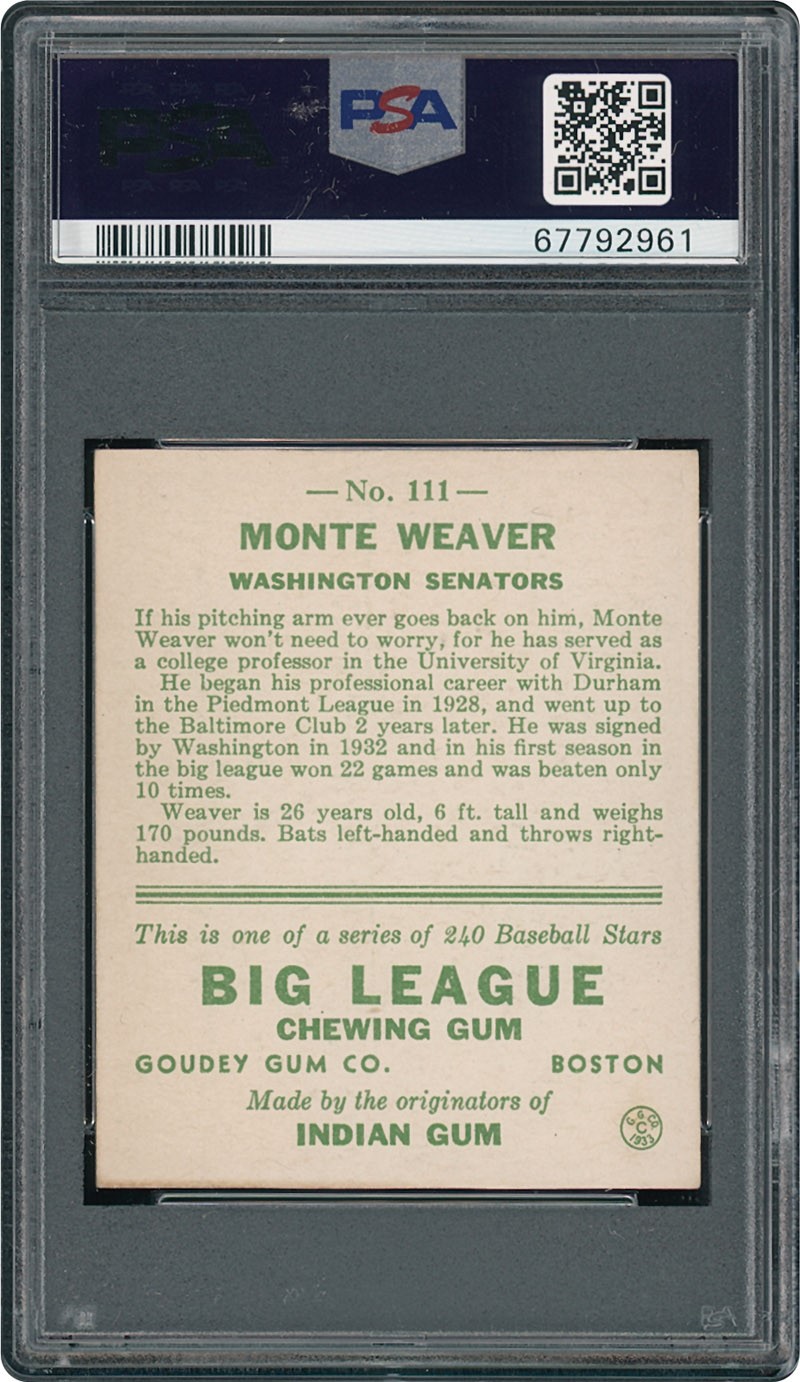 PSA
PSA
67792961
—No. 111—
MONTE WEAVER
WASHINGTON SENATORS
If his pitching arm ever goes back on him, Monte
Weaver won't need to worry, for he has served as
a college professor in the University of Virginia.
He began his professional career with Durham
in the Piedmont League in 1928, and went up to
the Baltimore Club 2 years later. He was signed
by Washington in 1932 and in his first season in
the big league won 22 games and was beaten only
10 times.
Weaver is 26 years old, 6 ft. tall and weighs
170 pounds. Bats left-handed and throws right-
handed.
This is one of a series of 240 Baseball Stars
BIG LEAGUE
CHEWING GUM
GOUDEY GUM CO. BOSTON
Made by the originators of
INDIAN GUM
G. G. CO.
C
1933
PSA